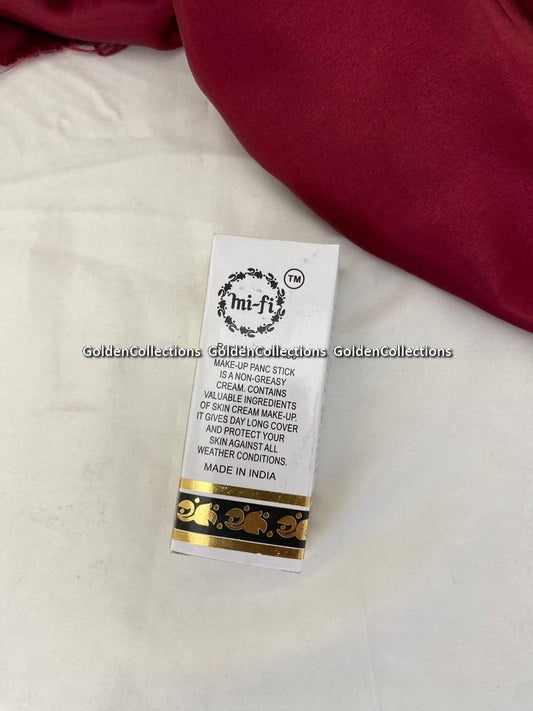 TM
mi-fi
GoldenCollections GoldenCollections GoldenCollections
MAKE-UP PANC STICK
IS A NON-GREASY
CREAM. CONTAINS
VALUABLE INGREDIENTS
OF SKIN CREAM MAKE-UP.
IT GIVES DAY LONG COVER
AND PROTECT YOUR
SKIN AGAINST ALL
WEATHER CONDITIONS.
MADE IN INDIA